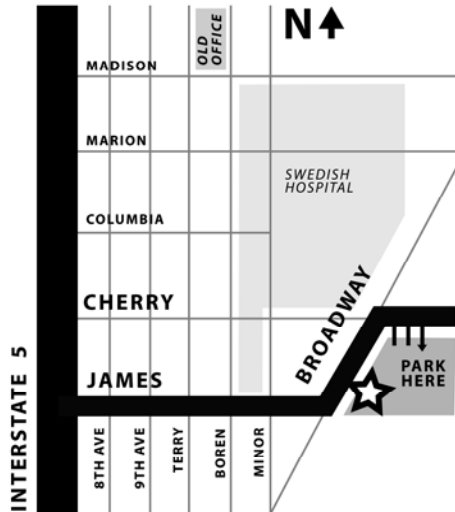 N
OLD
OFFICE
MADISON
MARION
SWEDISH
HOSPITAL
COLUMBIA
CHERRY
BROADWAY
JAMES
PARK
HERE
INTERSTATE 5
8TH AVE
9TH AVE
TERRY
BOREN
MINOR